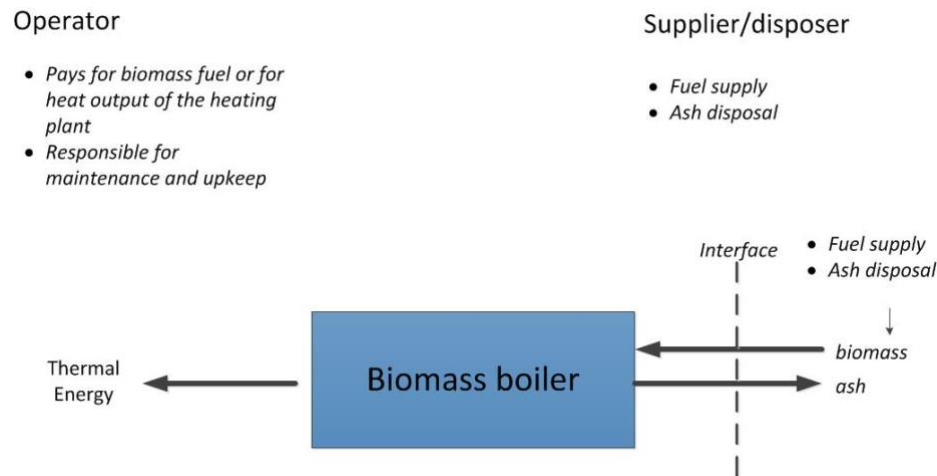 Operator
• Pays for biomass fuel or for
heat output of the heating
plant
• Responsible for
maintenance and upkeep
Supplier/disposer
• Fuel supply
• Ash disposal
Interface
• Fuel supply
• Ash disposal
biomass
ash
Biomass boiler
Thermal
Energy